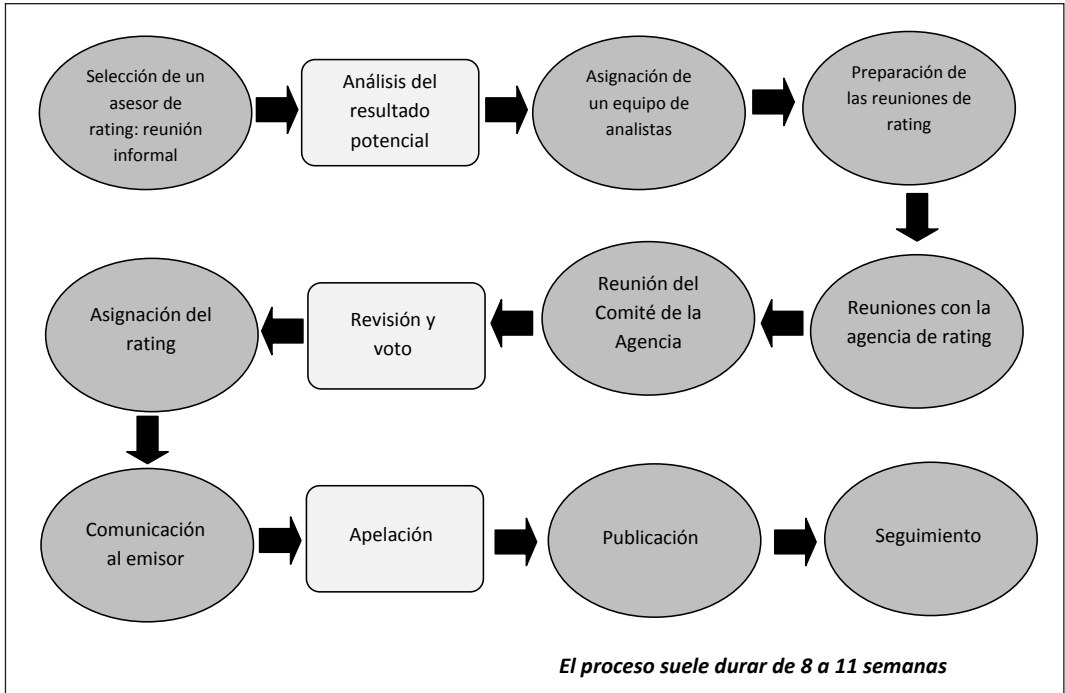 Selección de un
asesor de
rating: reunión
informal
Análisis del
resultado
potencial
Asignación de
un equipo de
analistas
Preparación de
las reuniones de
rating
Asignación del
rating
Revisión y
voto
Reunión del
Comité de la
Agencia
Reuniones con la
agencia de rating
Comunicación
al emisor
Apelación
Publicación
Seguimiento
El proceso suele durar de 8 a 11 semanas